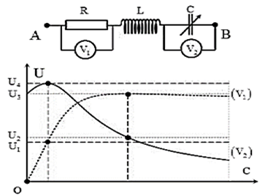 R L C
A B
V₁ V₂
U₄ U
U₃ (V₁)
U₂
U₁ (V₂)
O C